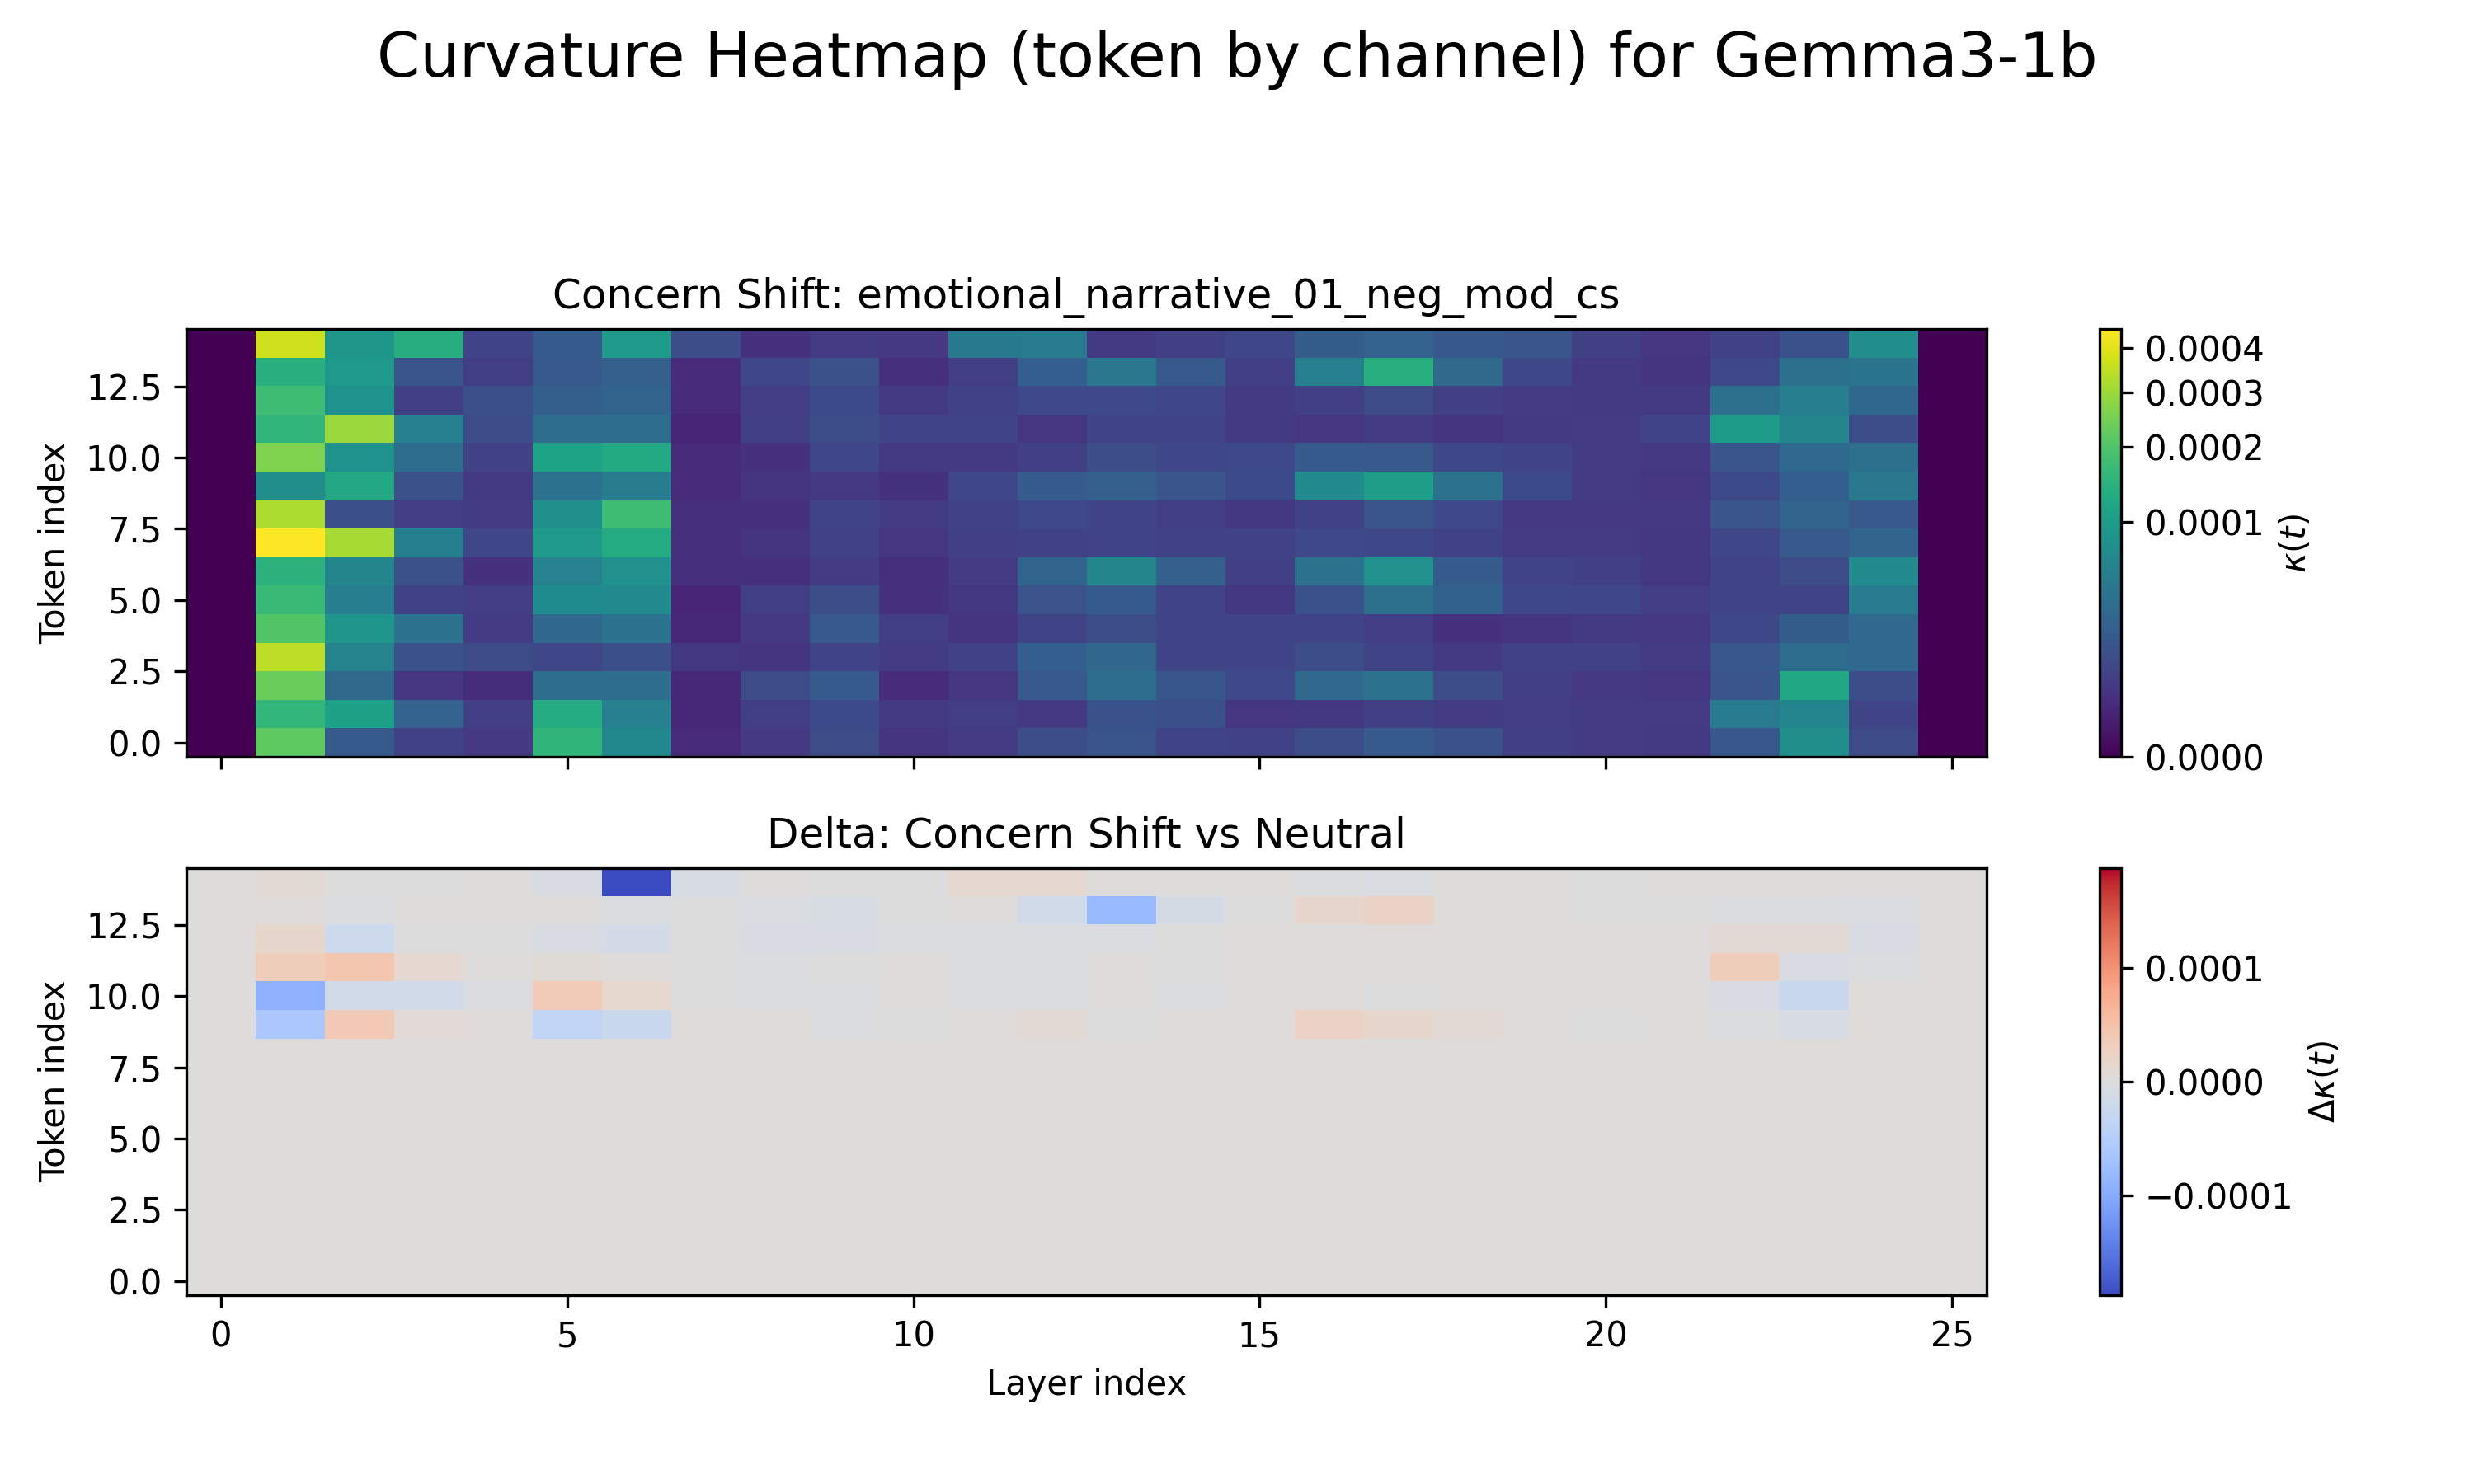 Curvature Heatmap (token by channel) for Gemma3-1b
Concern Shift: emotional_narrative_01_neg_mod_cs
Token index
12.5
10.0
7.5
5.0
2.5
0.0
0.0004
0.0003
0.0002
0.0001
0.0000
κ(t)
Delta: Concern Shift vs Neutral
Token index
12.5
10.0
7.5
5.0
2.5
0.0
0 5 10 15 20 25
Layer index
0.0001
0.0000
−0.0001
Δκ(t)